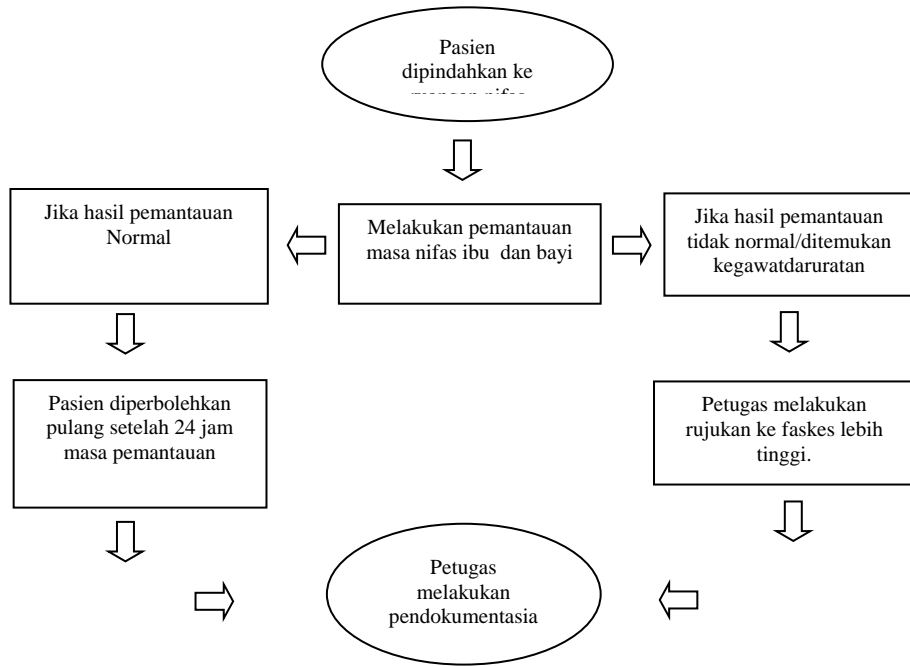 Pasien
dipindahkan ke
Jika hasil pemantauan
Normal
Melakukan pemantauan
masa nifas ibu dan bayi
Jika hasil pemantauan
tidak normal/ditemukan
kegawatdaruratan
Pasien diperbolehkan
pulang setelah 24 jam
masa pemantauan
Petugas melakukan
rujukan ke faskes lebih
tinggi.
Petugas
melakukan
pendokumentasia